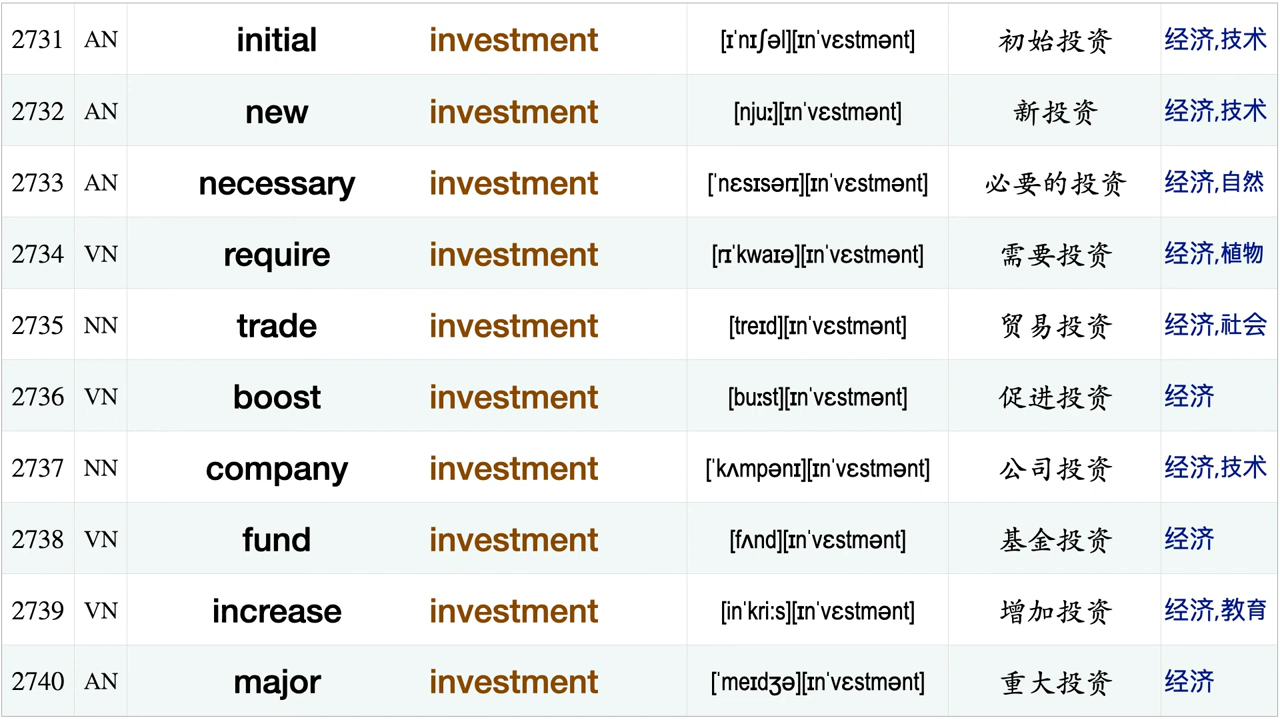 2731 AN initial investment [ɪˈnɪʃəl][ɪnˈvɛstmənt] 初始投资 经济,技术
2732 AN new investment [njuː][ɪnˈvɛstmənt] 新投资 经济,技术
2733 AN necessary investment [ˈnɛsɪsərɪ][ɪnˈvɛstmənt] 必要的投资 经济,自然
2734 VN require investment [rɪˈkwaɪə][ɪnˈvɛstmənt] 需要投资 经济,植物
2735 NN trade investment [treɪd][ɪnˈvɛstmənt] 贸易投资 经济,社会
2736 VN boost investment [buːst][ɪnˈvɛstmənt] 促进投资 经济
2737 NN company investment [ˈkʌmpənɪ][ɪnˈvɛstmənt] 公司投资 经济,技术
2738 VN fund investment [fʌnd][ɪnˈvɛstmənt] 基金投资 经济
2739 VN increase investment [inˈkri:s][ɪnˈvɛstmənt] 增加投资 经济,教育
2740 AN major investment [ˈmeɪdʒə][ɪnˈvɛstmənt] 重大投资 经济